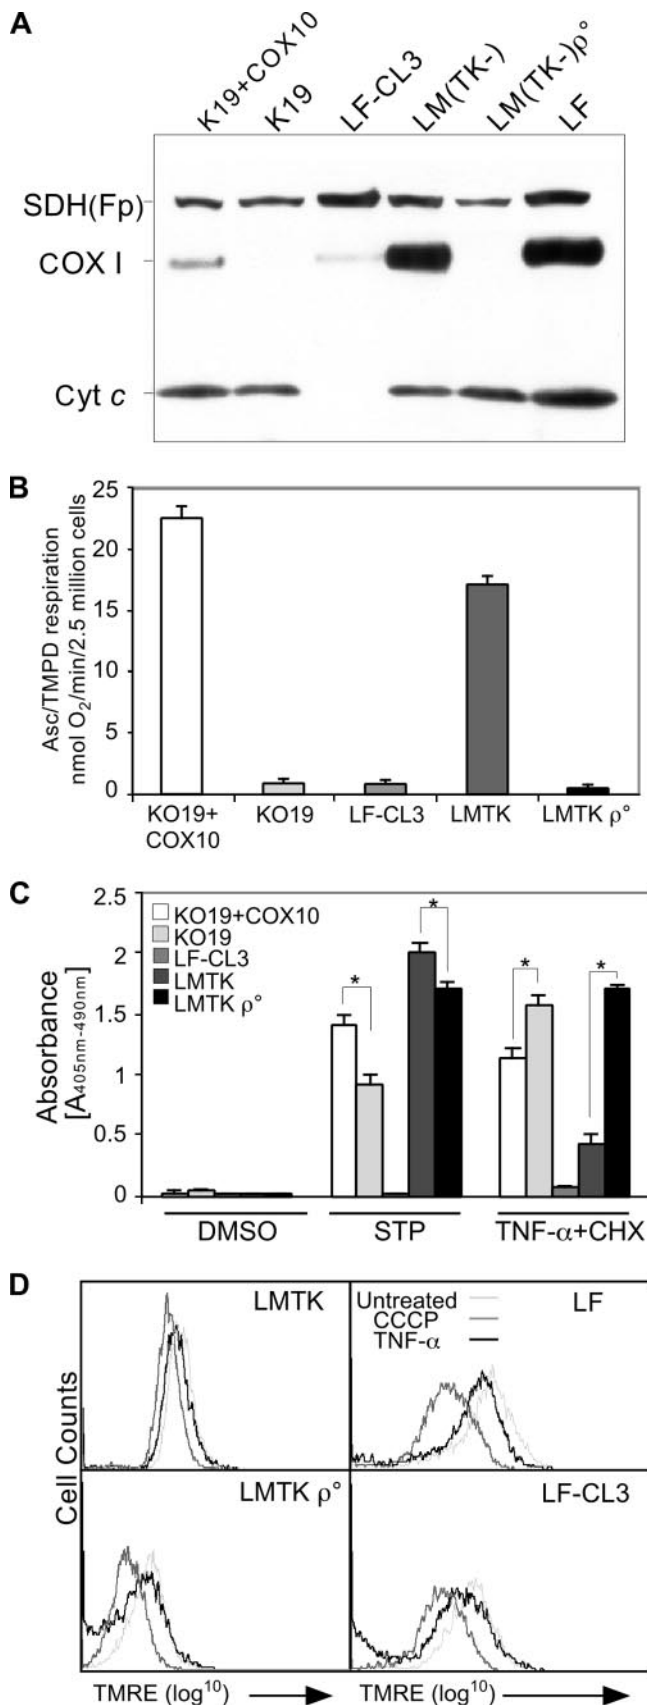 A
K19+COX10 K19 LF-CL3 LM(TK-) LM(TK-)ρ° LF
SDH(Fp)
COX I
Cyt c
B
Asc/TMPD respiration
nmol O2/min/2.5 million cells
25
20
15
10
5
0
KO19+ COX10 KO19 LF-CL3 LMTK LMTK ρ°
C
Absorbance
[A405nm-490nm]
2.5
2
1.5
1
0.5
0
KO19+COX10
KO19
LF-CL3
LMTK
LMTK ρ°
* * * *
DMSO STP TNF-α+CHX
D
Cell Counts
LMTK
LF
Untreated
CCCP
TNF-α
LMTK ρ°
LF-CL3
TMRE (log10) TMRE (log10)